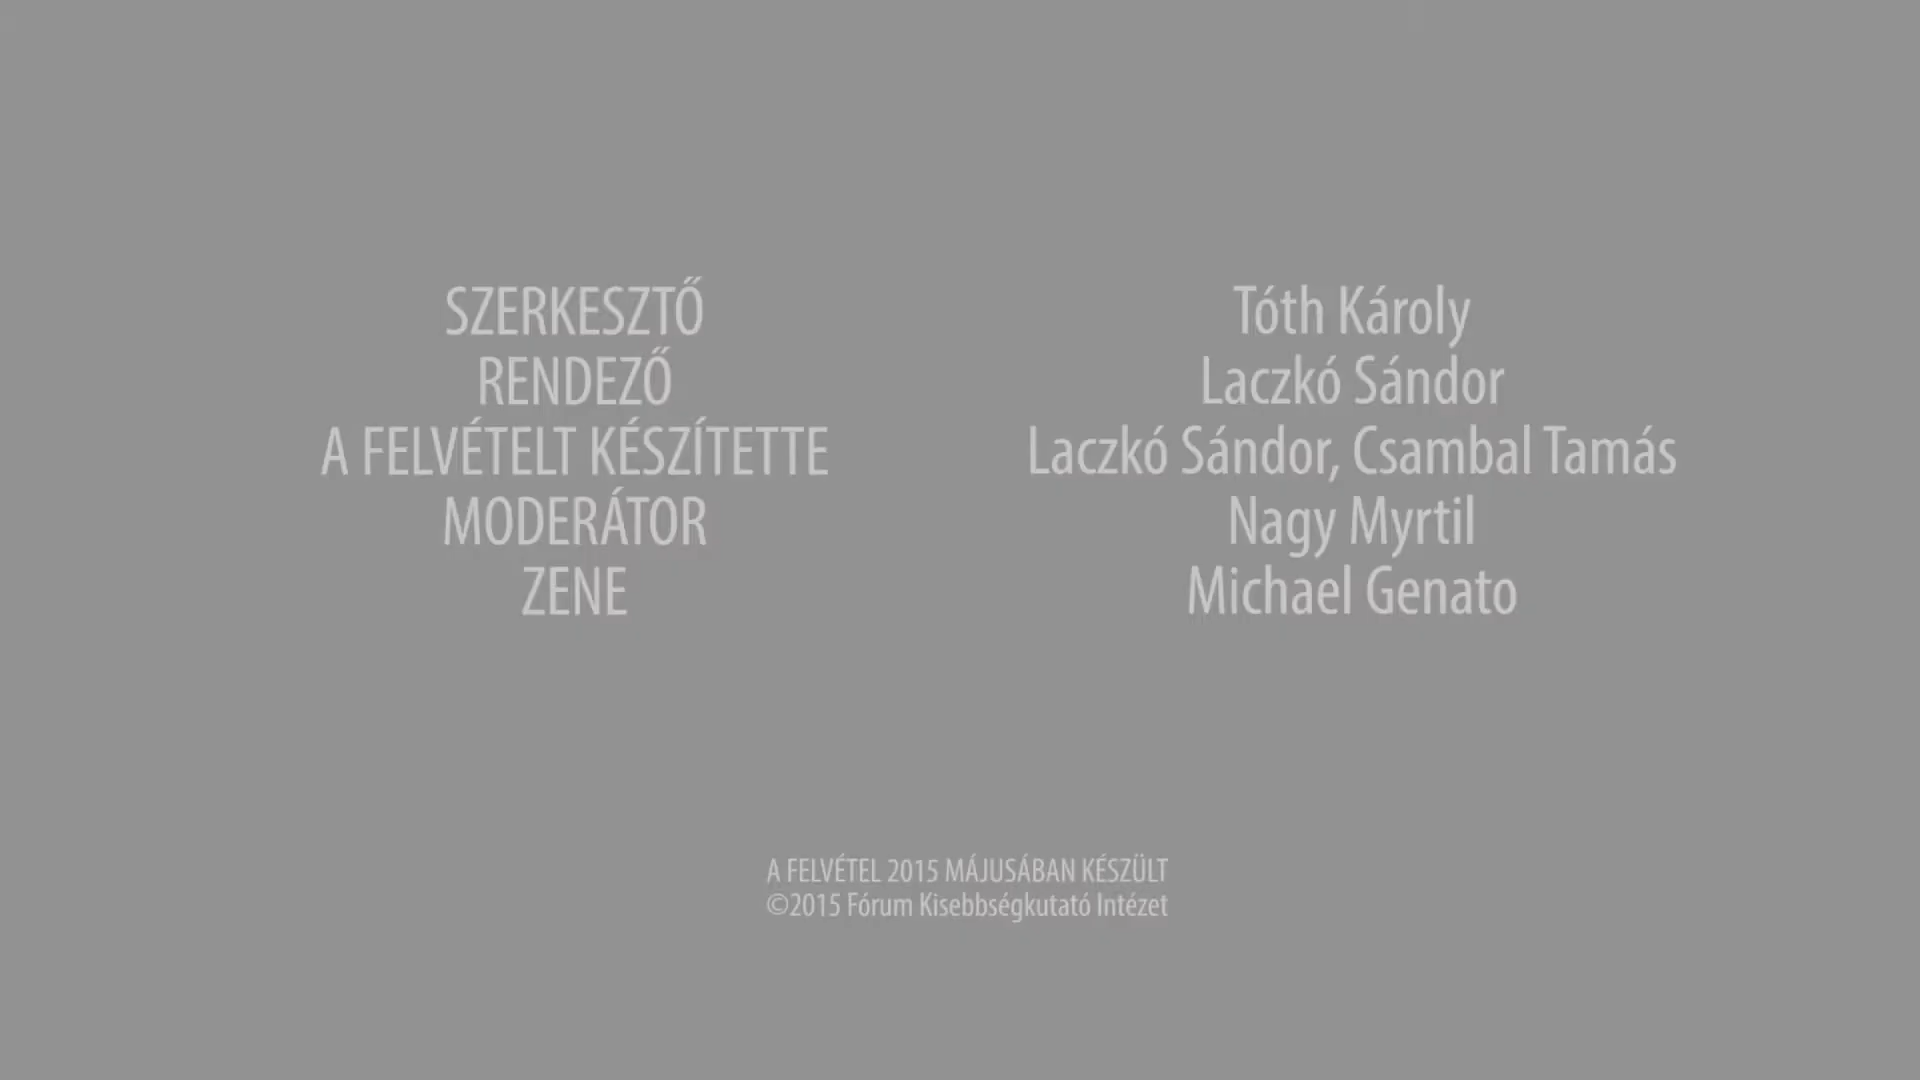 SZERKESZTŐ Tóth Károly
RENDEZŐ Laczkó Sándor
A FELVÉTELT KÉSZÍTETTE Laczkó Sándor, Csambal Tamás
MODERÁTOR Nagy Myrtil
ZENE Michael Genato
A FELVÉTEL 2015 MÁJUSÁBAN KÉSZÜLT
©2015 Fórum Kisebbségkutató Intézet